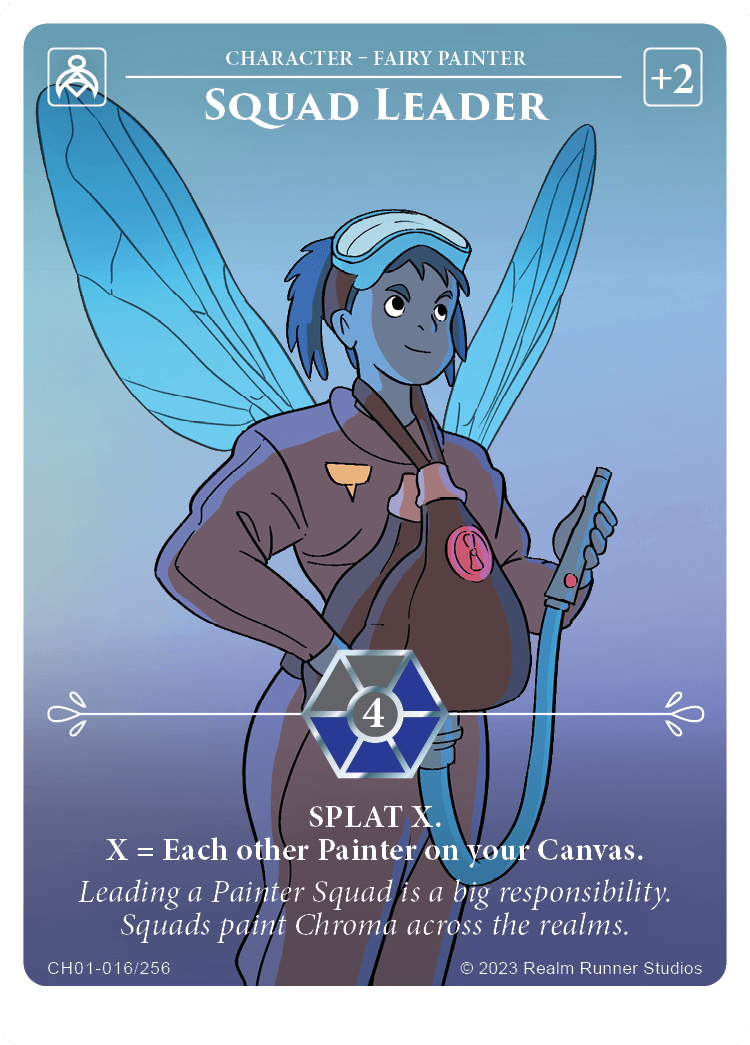 CHARACTER – FAIRY PAINTER
+2
SQUAD LEADER
4
SPLAT X.
X = Each other Painter on your Canvas.
Leading a Painter Squad is a big responsibility.
Squads paint Chroma across the realms.
CH01-016/256
© 2023 Realm Runner Studios